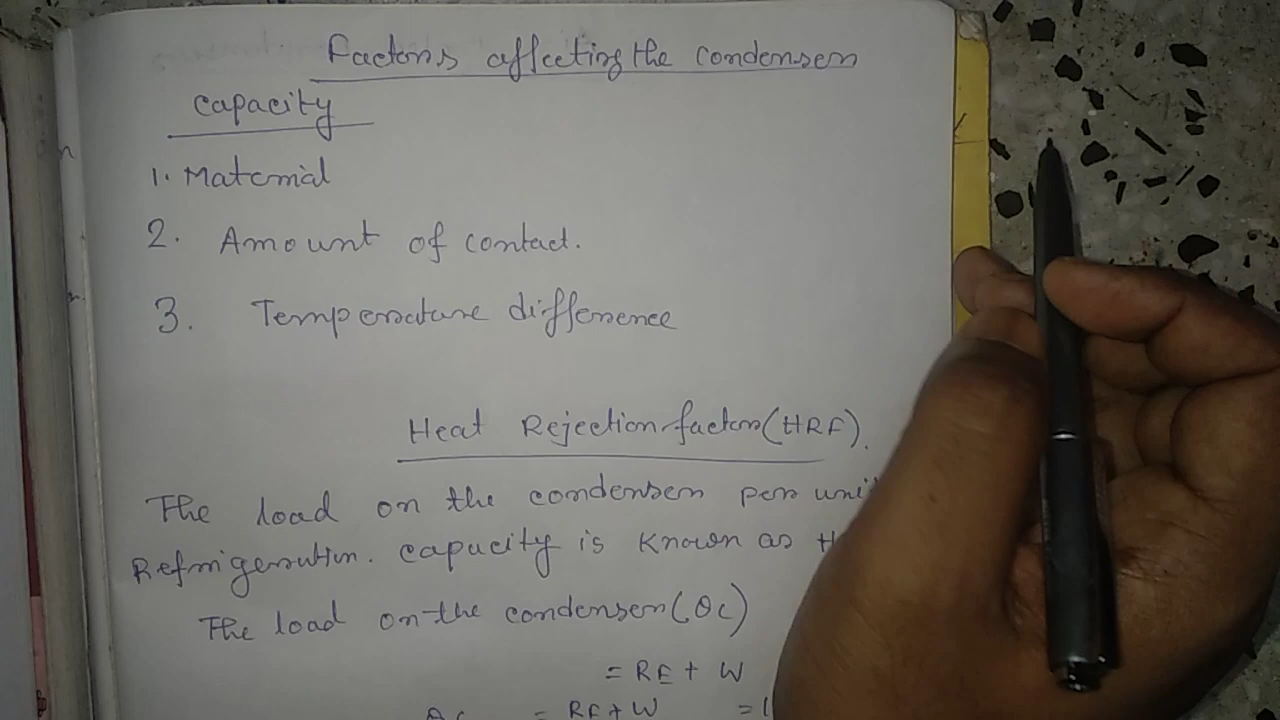 Factors affecting the condenser
capacity
1. Material
2. Amount of contact.
3. Temperature difference
Heat Rejection factor (HRF).
The load on the condenser per
Refrigeration. capacity is known as
The load on the condenser (Qc)
= RE + W
= RE + W =